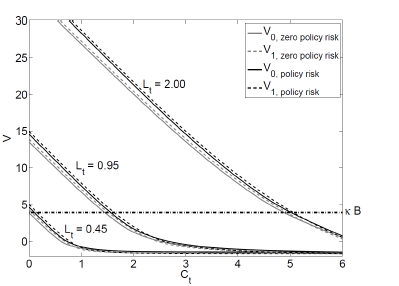 30
25
20
15
10
5
0
V
0
1
2
3
4
5
6
C_t
L_t = 2.00
L_t = 0.95
L_t = 0.45
κ B
V_0, zero policy risk
V_1, zero policy risk
V_0, policy risk
V_1, policy risk